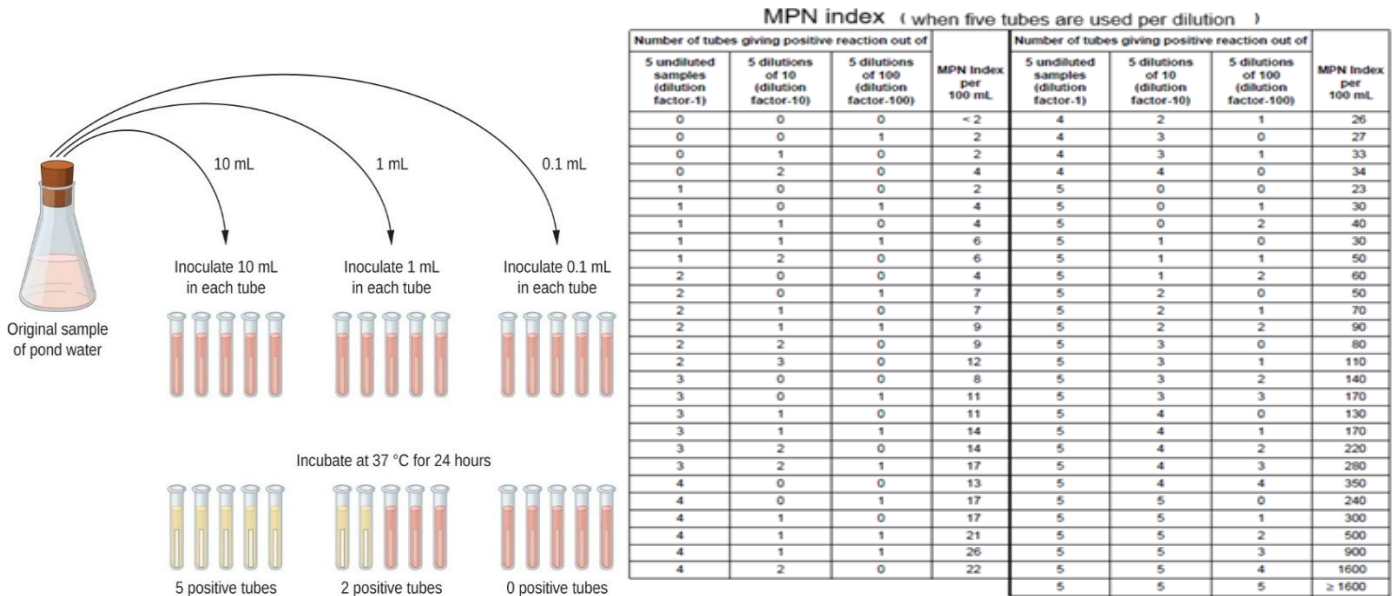 10 mL
1 mL
0.1 mL
Inoculate 10 mL
in each tube
Inoculate 1 mL
in each tube
Inoculate 0.1 mL
in each tube
Original sample
of pond water
Incubate at 37 °C for 24 hours
5 positive tubes
2 positive tubes
0 positive tubes
MPN index ( when five tubes are used per dilution )
Number of tubes giving positive reaction out of
5 undiluted
samples
(dilution
factor-1)
5 dilutions
of 10
(dilution
factor-10)
5 dilutions
of 100
(dilution
factor-100)
MPN Index
per
100 mL
0 0 0 < 2
0 0 1 2
0 1 0 2
0 2 0 4
1 0 0 2
1 0 1 4
1 1 0 4
1 1 1 6
1 2 0 6
2 0 0 4
2 0 1 7
2 1 0 7
2 1 1 9
2 2 0 9
2 3 0 12
3 0 0 8
3 0 1 11
3 1 0 11
3 1 1 14
3 2 0 14
3 2 1 17
4 0 0 13
4 0 1 17
4 1 0 17
4 1 1 21
4 1 1 26
4 2 0 22
Number of tubes giving positive reaction out of
5 undiluted
samples
(dilution
factor-1)
5 dilutions
of 10
(dilution
factor-10)
5 dilutions
of 100
(dilution
factor-100)
MPN Index
per
100 mL
4 2 1 26
4 3 0 27
4 3 1 33
4 4 0 34
5 0 0 23
5 0 1 30
5 0 2 40
5 1 0 30
5 1 1 50
5 1 2 60
5 2 0 50
5 2 1 70
5 2 2 90
5 3 0 80
5 3 1 110
5 3 2 140
5 3 3 170
5 4 0 130
5 4 1 170
5 4 2 220
5 4 3 280
5 4 4 350
5 5 0 240
5 5 1 300
5 5 2 500
5 5 3 900
5 5 4 1600
5 5 5 ≥ 1600